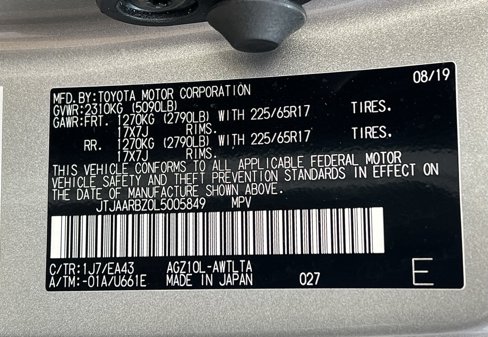 MFD.BY:TOYOTA MOTOR CORPORATION 08/19
GVWR:2310KG (5090LB)
GAWR:FRT. 1270KG (2790LB) WITH 225/65R17 TIRES.
17X7J RIMS.
RR. 1270KG (2790LB) WITH 225/65R17 TIRES.
17X7J RIMS.
THIS VEHICLE CONFORMS TO ALL APPLICABLE FEDERAL MOTOR
VEHICLE SAFETY AND THEFT PREVENTION STANDARDS IN EFFECT ON
THE DATE OF MANUFACTURE SHOWN ABOVE.
JTJAARBZ0L5005849 MPV
C/TR:1J7/EA43 AGZ10L-AWTLTA
A/TM:-01A/U661E MADE IN JAPAN 027 E